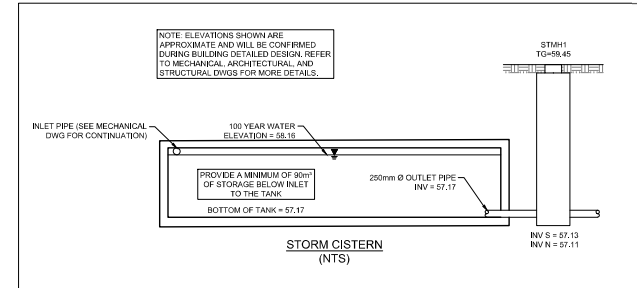 NOTE: ELEVATIONS SHOWN ARE
APPROXIMATE AND WILL BE CONFIRMED
DURING BUILDING DETAILED DESIGN. REFER
TO MECHANICAL, ARCHITECTURAL, AND
STRUCTURAL DWGS FOR MORE DETAILS.
STMH1
TG=59.45
INLET PIPE (SEE MECHANICAL
DWG FOR CONTINUATION)
100 YEAR WATER
ELEVATION = 58.16
PROVIDE A MINIMUM OF 90m³
OF STORAGE BELOW INLET
TO THE TANK
250mm Ø OUTLET PIPE
INV = 57.17
BOTTOM OF TANK = 57.17
INV S = 57.13
INV N = 57.11
STORM CISTERN
(NTS)